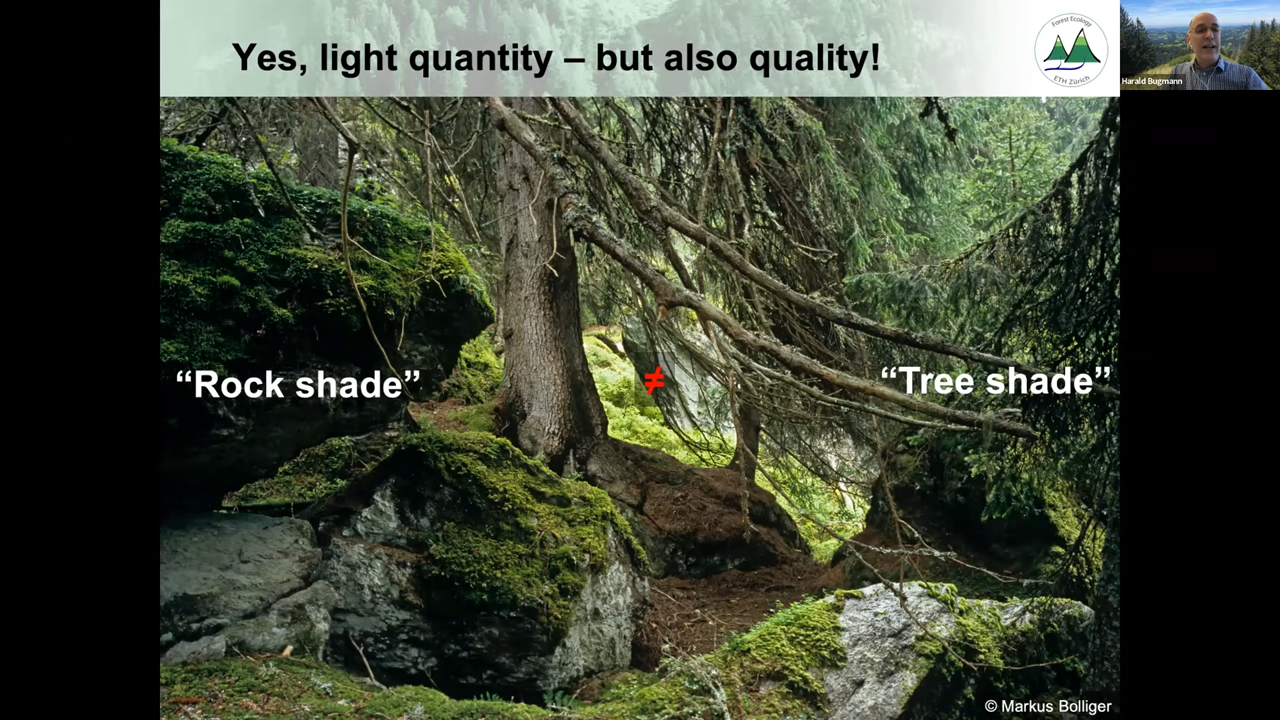 Yes, light quantity – but also quality!
Forest Ecology
ETH Zürich
Harald Bugmann
“Rock shade”
≠
“Tree shade”
© Markus Bolliger